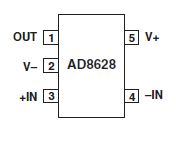 OUT 1 5 V+
V– 2 AD8628
+IN 3 4 –IN